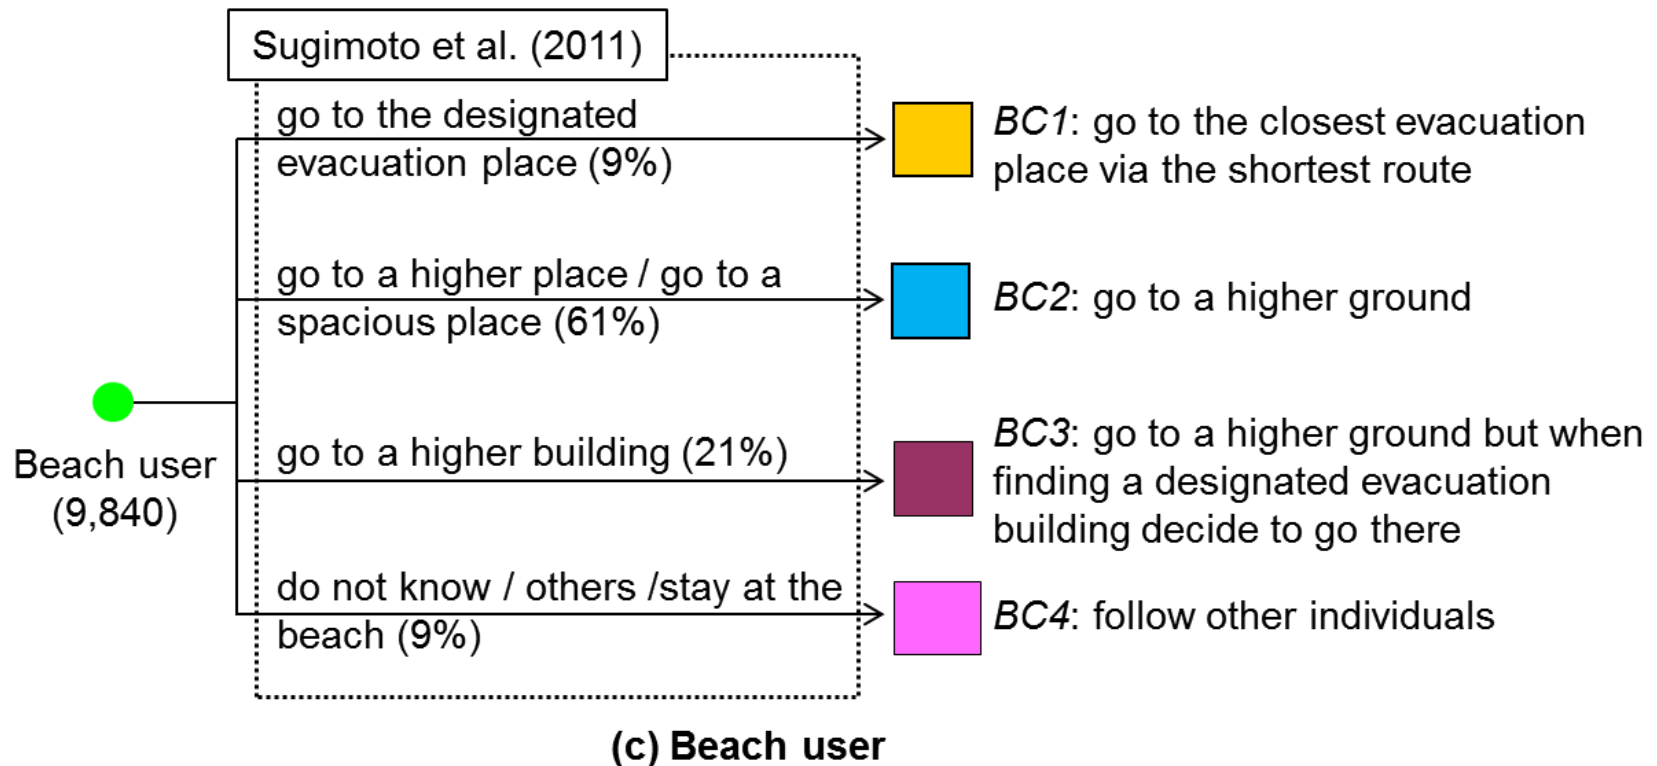 Sugimoto et al. (2011)
go to the designated
evacuation place (9%)
BC1: go to the closest evacuation
place via the shortest route
go to a higher place / go to a
spacious place (61%)
BC2: go to a higher ground
Beach user
(9,840)
go to a higher building (21%)
BC3: go to a higher ground but when
finding a designated evacuation
building decide to go there
do not know / others /stay at the
beach (9%)
BC4: follow other individuals
(c) Beach user